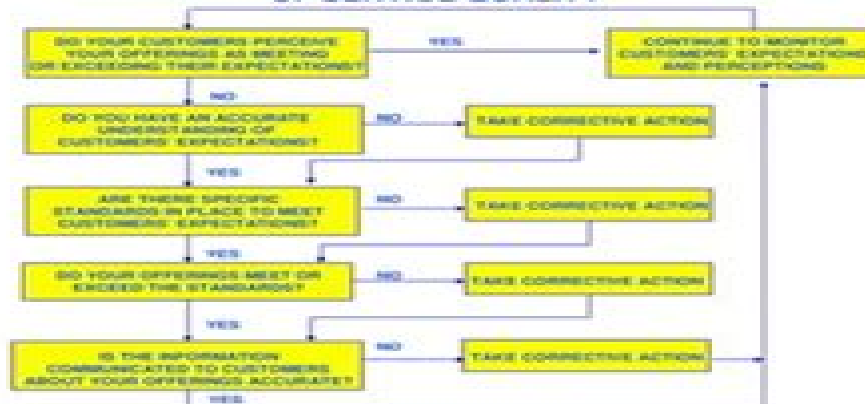 DO YOUR CUSTOMERS PERCEIVE
YOUR OFFERINGS AS MEETING
OR EXCEEDING THEIR EXPECTATIONS?
YES
CONTINUE TO MONITOR
CUSTOMERS' EXPECTATIONS
AND PERCEPTIONS
NO
DO YOU HAVE AN ACCURATE
UNDERSTANDING OF
CUSTOMERS' EXPECTATIONS?
NO
TAKE CORRECTIVE ACTION
YES
ARE THERE SPECIFIC
STANDARDS IN PLACE TO MEET
CUSTOMERS' EXPECTATIONS?
NO
TAKE CORRECTIVE ACTION
YES
DO YOUR OFFERINGS MEET OR
EXCEED THE STANDARDS?
NO
TAKE CORRECTIVE ACTION
YES
IS THE INFORMATION
COMMUNICATED TO CUSTOMERS
ABOUT YOUR OFFERINGS ACCURATE?
NO
TAKE CORRECTIVE ACTION
YES